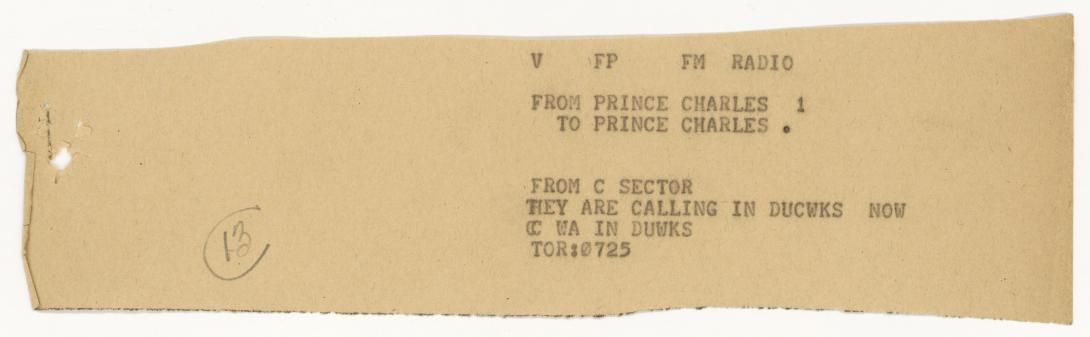 V FP FM RADIO
FROM PRINCE CHARLES 1
TO PRINCE CHARLES .
FROM C SECTOR
THEY ARE CALLING IN DUCWKS NOW
C WA IN DUWKS
TOR:0725
13